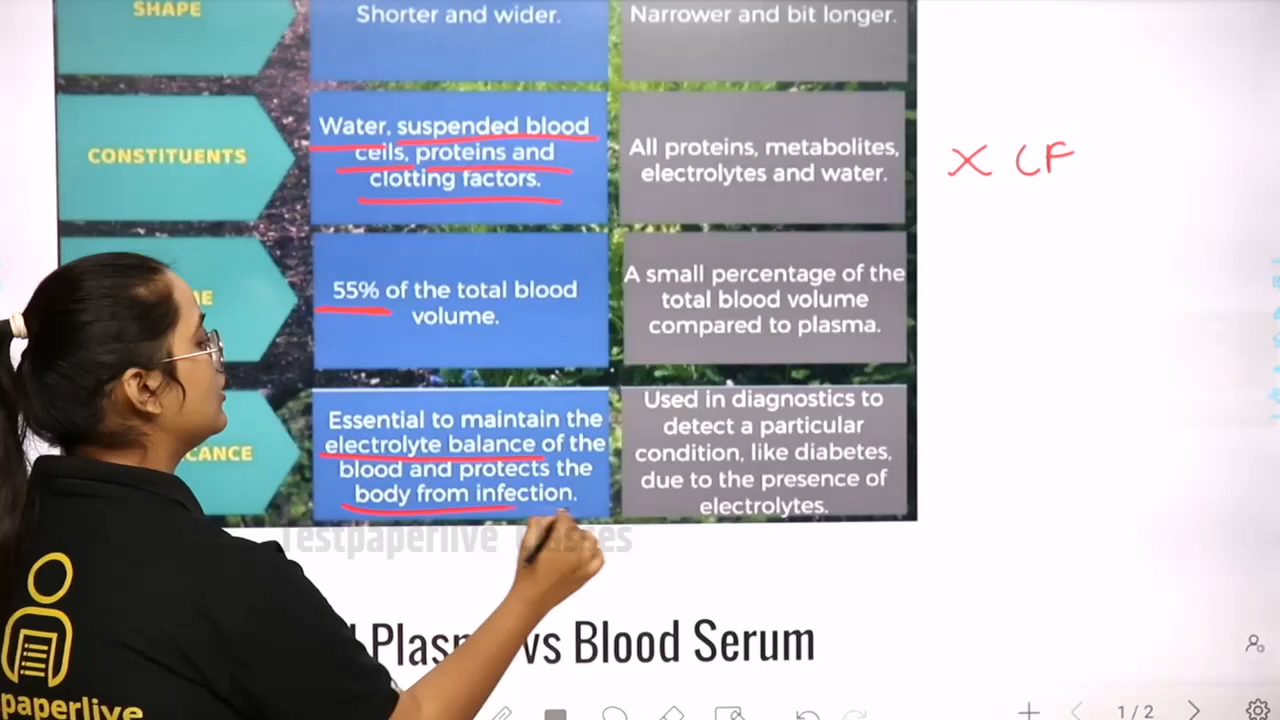 SHAPE
Shorter and wider.
Narrower and bit longer.
CONSTITUENTS
Water, suspended blood
cells, proteins and
clotting factors.
All proteins, metabolites,
electrolytes and water.
X CF
55% of the total blood
volume.
A small percentage of the
total blood volume
compared to plasma.
Essential to maintain the
electrolyte balance of the
blood and protects the
body from infection.
Used in diagnostics to
detect a particular
condition, like diabetes,
due to the presence of
electrolytes.
Testpaperlive Classes
vs Blood Serum
paperlive
1/2